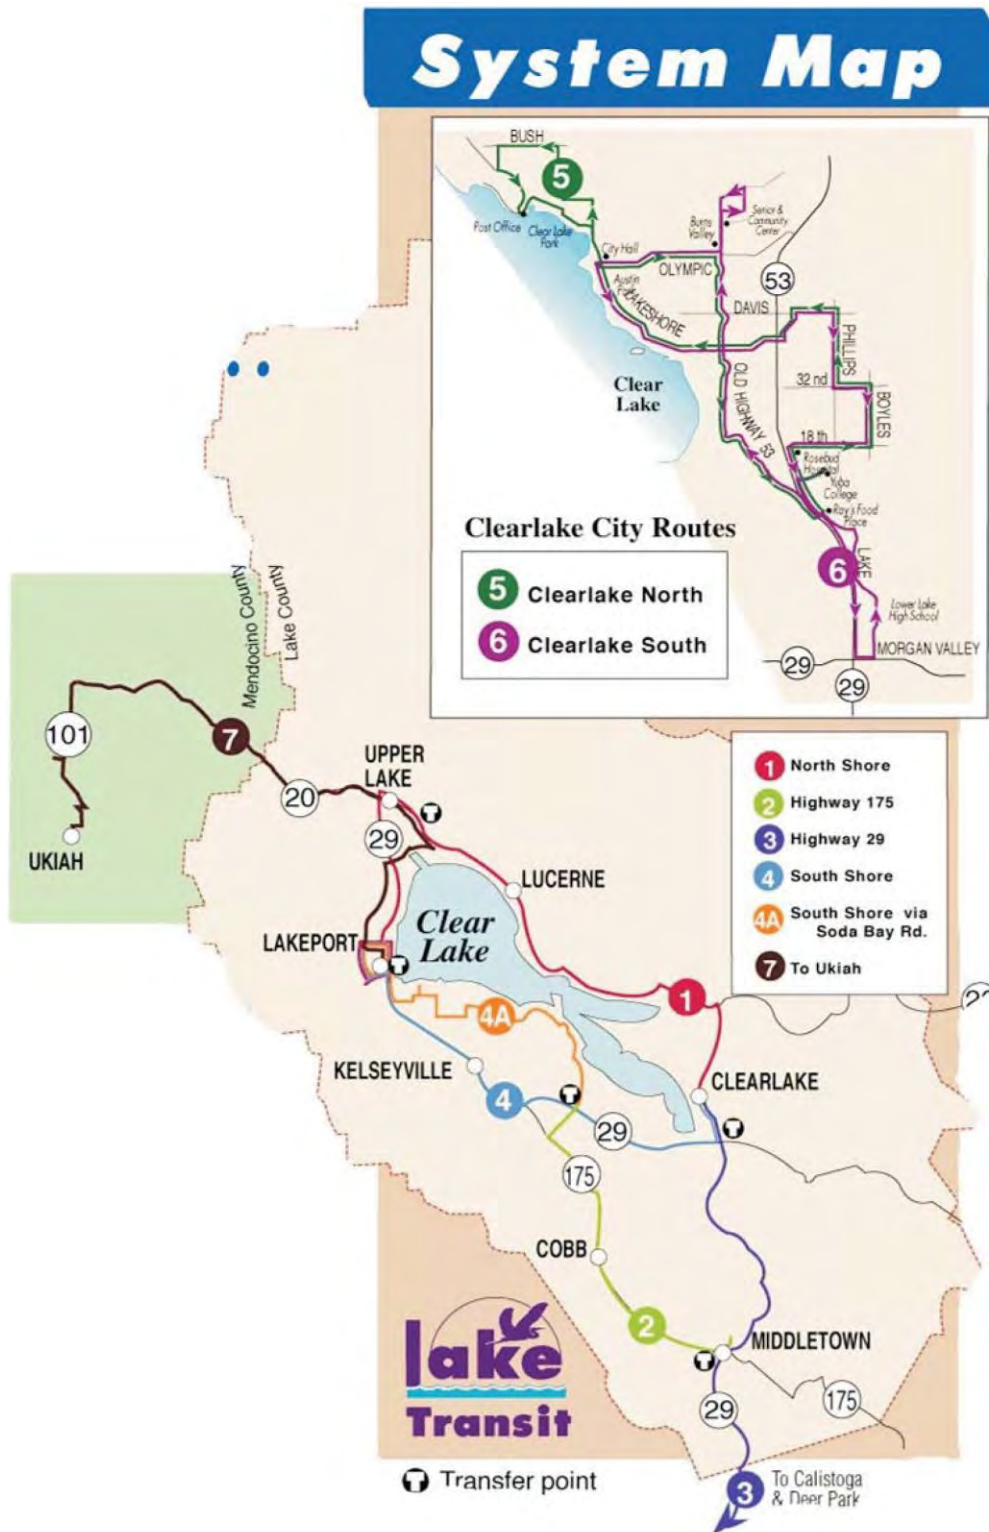 System Map
BUSH
5
Post Office
Clear Lake
Park
City Hall
Burns
Valley
Senior &
Community
Center
OLYMPIC
53
Austin
LAKESHORE
DAVIS
PHILLIPS
Clear
Lake
32 nd
BOYLES
OLD HIGHWAY 53
18 th
Rosebud
Hospital
Yuba
College
Ray's Food
Place
Clearlake City Routes
5 Clearlake North
6 Clearlake South
6
LAKE
Lower Lake
High School
MORGAN VALLEY
29
29
Mendocino County
Lake County
101
7
20
UPPER
LAKE
29
UKIAH
LUCERNE
LAKEPORT
Clear
Lake
1 North Shore
2 Highway 175
3 Highway 29
4 South Shore
4A South Shore via
Soda Bay Rd.
7 To Ukiah
1
4A
KELSEYVILLE
CLEARLAKE
4
29
175
COBB
2
MIDDLETOWN
29
175
lake
Transit
Transfer point
3
To Calistoga
& Deer Park